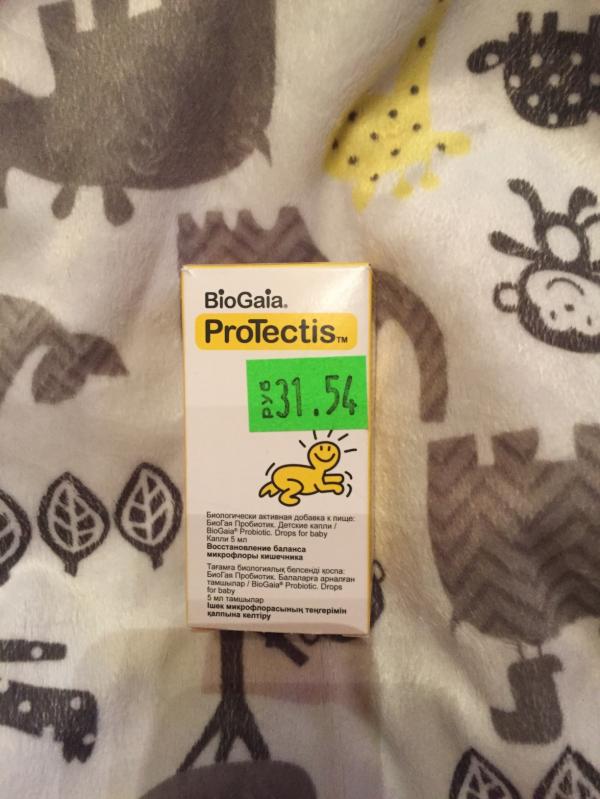 BioGaia®
ProTectis™
РУБ 31.54
Биологически активная добавка к пище:
БиоГая Пробиотик. Детские капли /
BioGaia® Probiotic. Drops for baby
Капли 5 мл
Восстановление баланса
микрофлоры кишечника
Тағамға биологиялық белсенді қоспа:
БиоГая Пробиотик. Балаларға арналған
тамшылар / BioGaia® Probiotic. Drops
for baby
5 мл тамшылар
Ішек микрофлорасының теңгерімін
қалпына келтіру